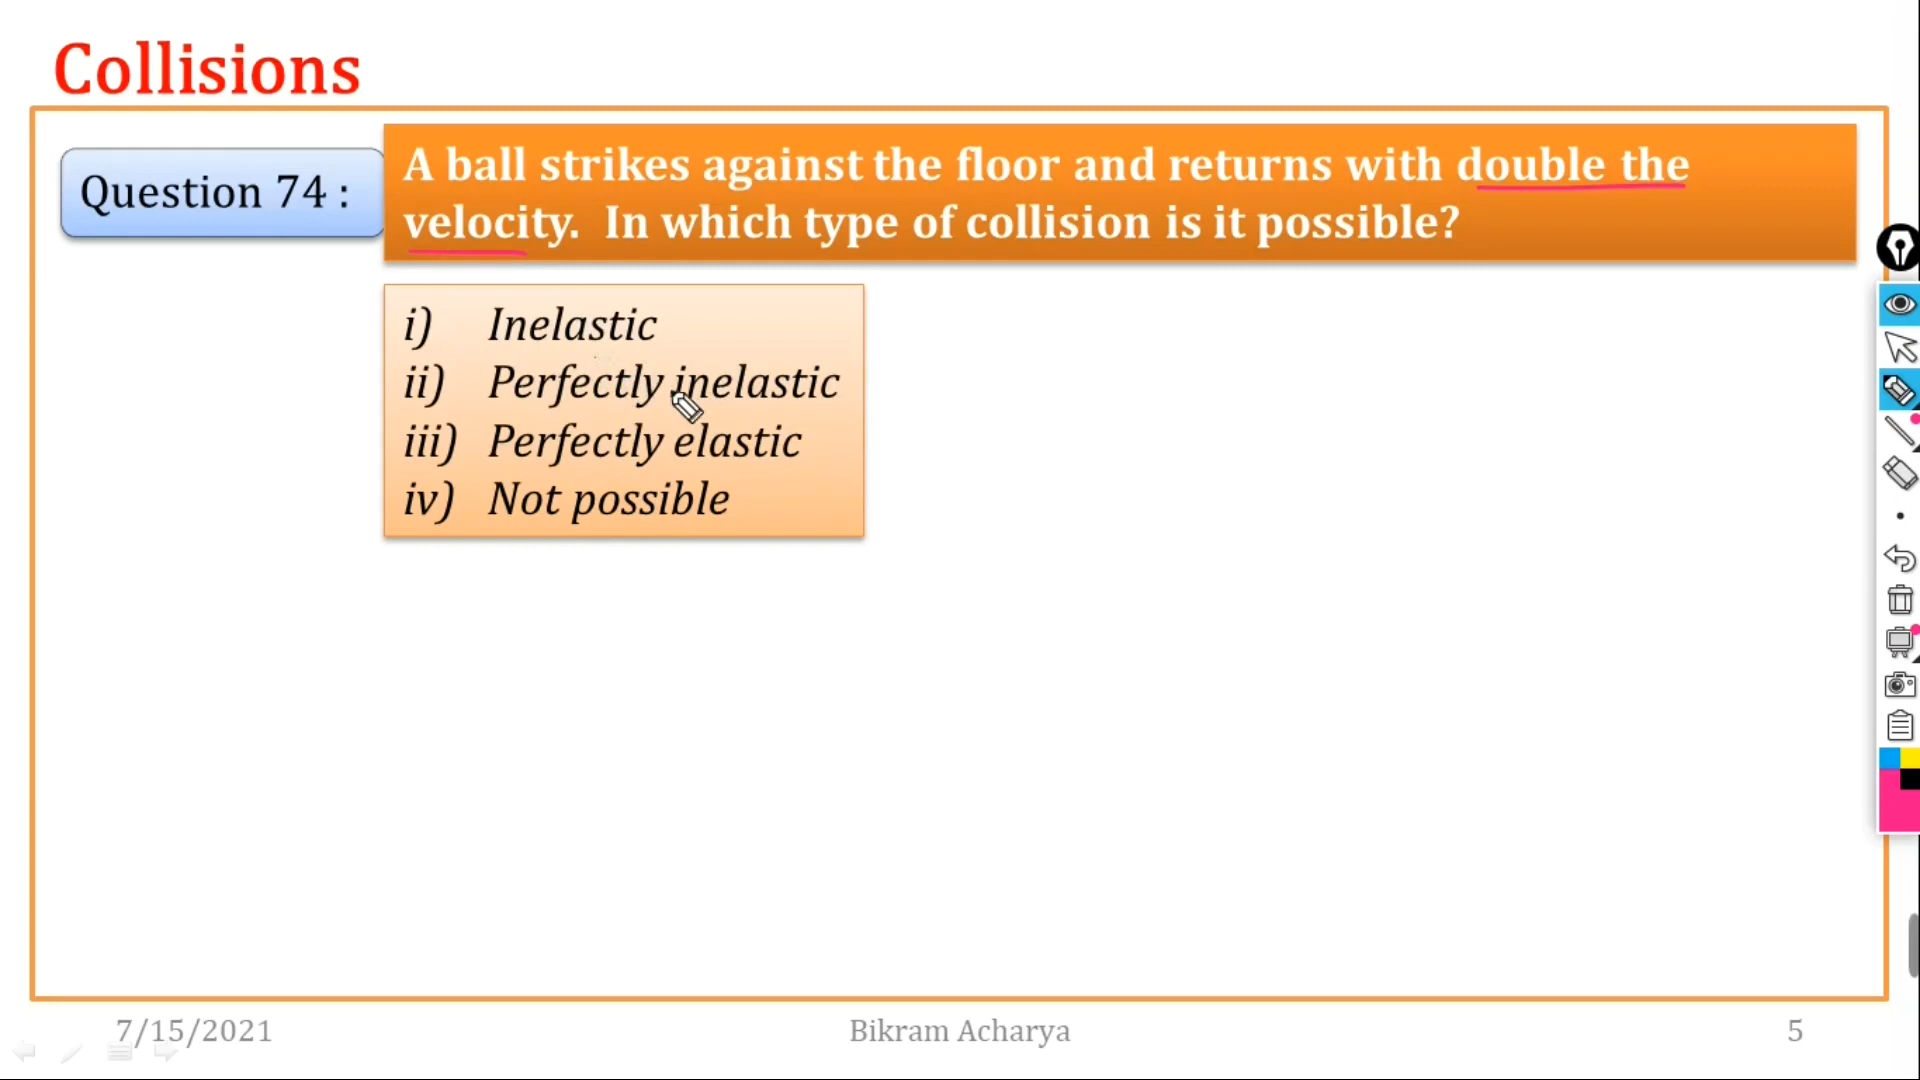 Collisions
Question 74 :
A ball strikes against the floor and returns with double the
velocity. In which type of collision is it possible?
i) Inelastic
ii) Perfectly inelastic
iii) Perfectly elastic
iv) Not possible
7/15/2021
Bikram Acharya
5